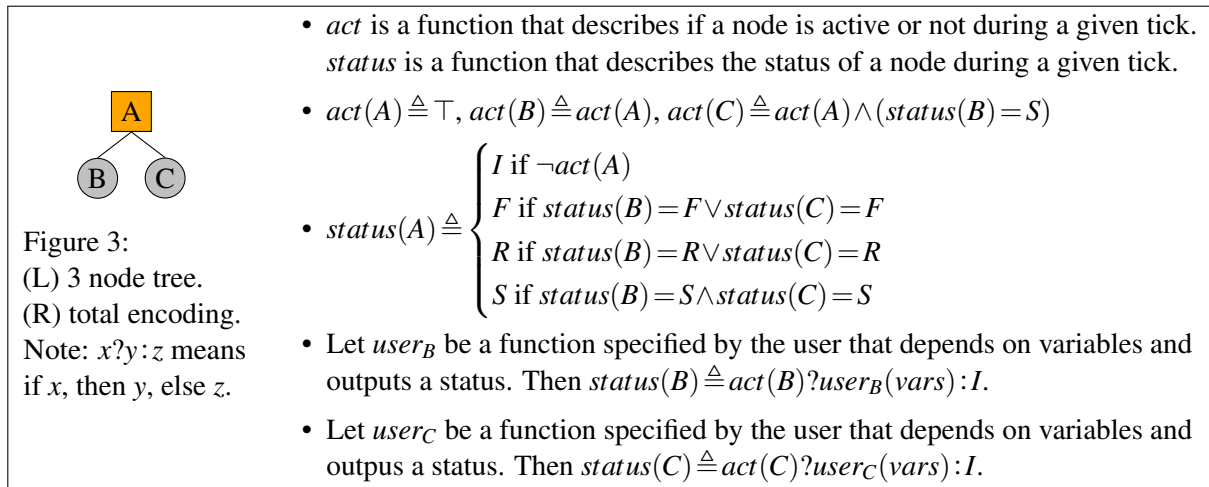 A
B C
Figure 3:
(L) 3 node tree.
(R) total encoding.
Note: x?y:z means
if x, then y, else z.
• act is a function that describes if a node is active or not during a given tick.
status is a function that describes the status of a node during a given tick.
• act(A)≜⊤, act(B)≜act(A), act(C)≜act(A)∧(status(B)=S)
• status(A)≜
{
I if ¬act(A)
F if status(B)=F∨status(C)=F
R if status(B)=R∨status(C)=R
S if status(B)=S∧status(C)=S
• Let user_B be a function specified by the user that depends on variables and
outputs a status. Then status(B)≜act(B)?user_B(vars):I.
• Let user_C be a function specified by the user that depends on variables and
outpus a status. Then status(C)≜act(C)?user_C(vars):I.